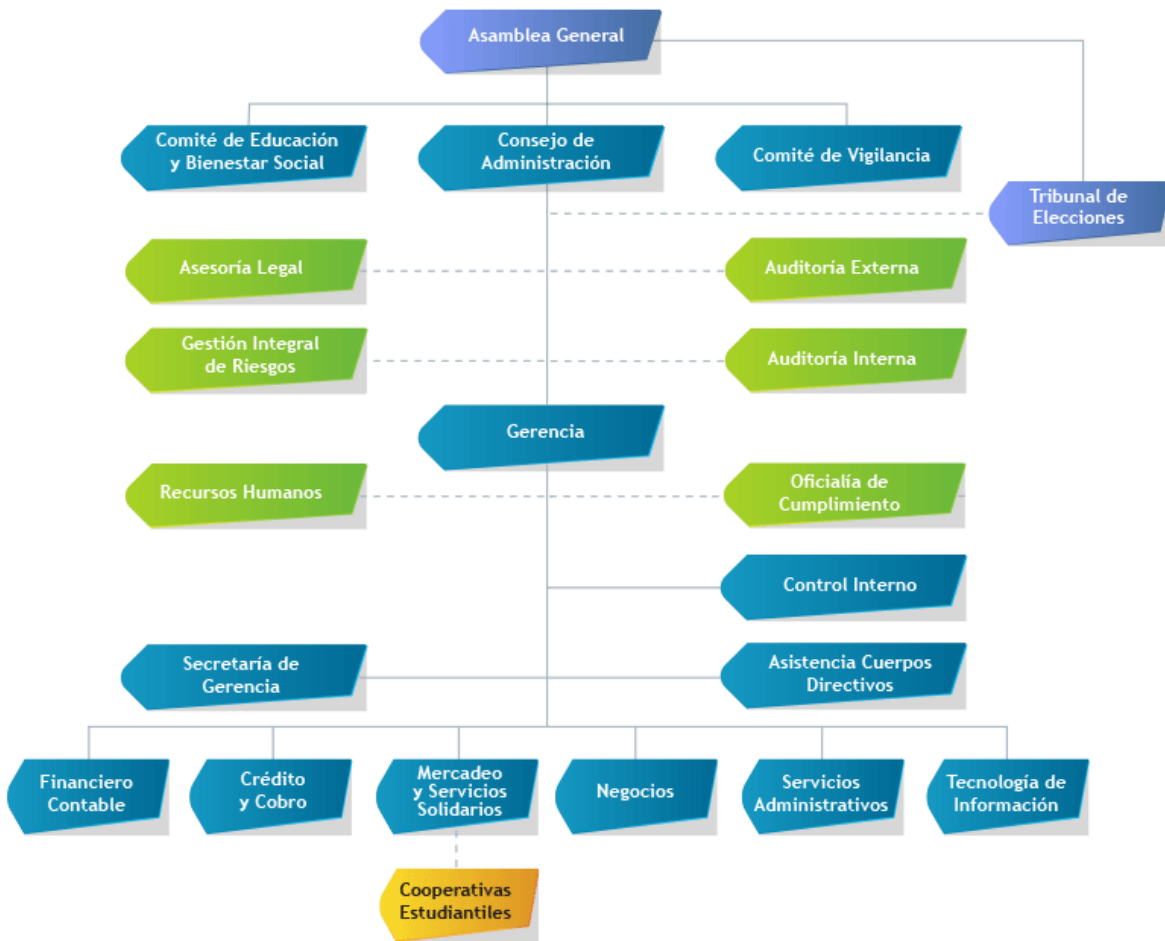 Asamblea General
Comité de Educación
y Bienestar Social
Consejo de
Administración
Comité de Vigilancia
Tribunal de
Elecciones
Asesoría Legal
Auditoría Externa
Gestión Integral
de Riesgos
Auditoría Interna
Gerencia
Recursos Humanos
Oficialía de
Cumplimiento
Control Interno
Secretaría de
Gerencia
Asistencia Cuerpos
Directivos
Financiero
Contable
Crédito
y Cobro
Mercadeo
y Servicios
Solidarios
Negocios
Servicios
Administrativos
Tecnología de
Información
Cooperativas
Estudiantiles